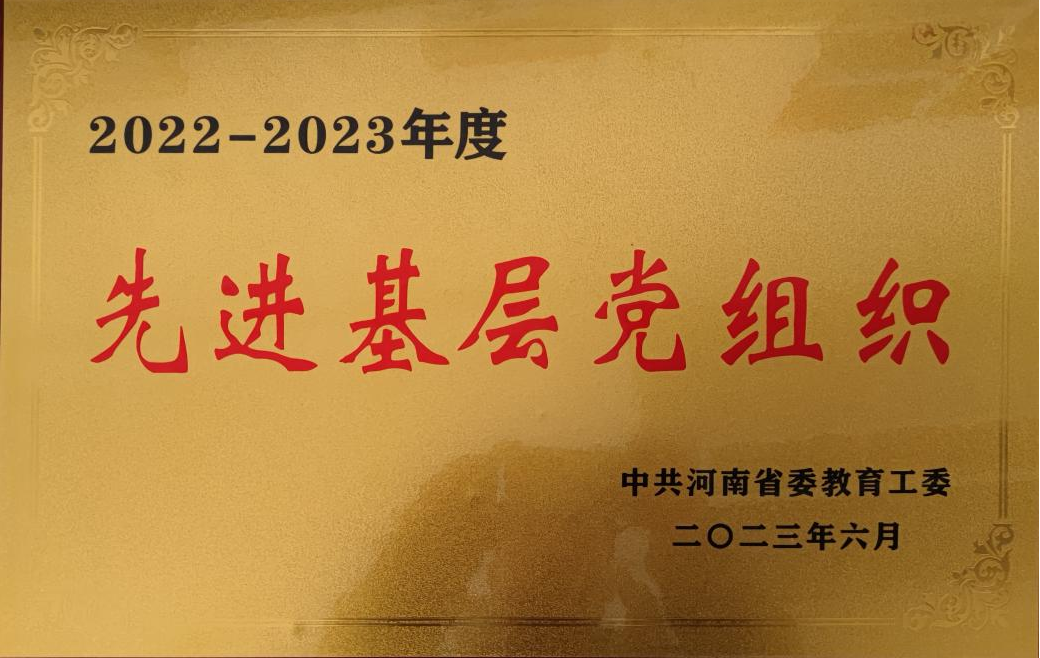 2022-2023年度
先进基层党组织
中共河南省委教育工委
二〇二三年六月